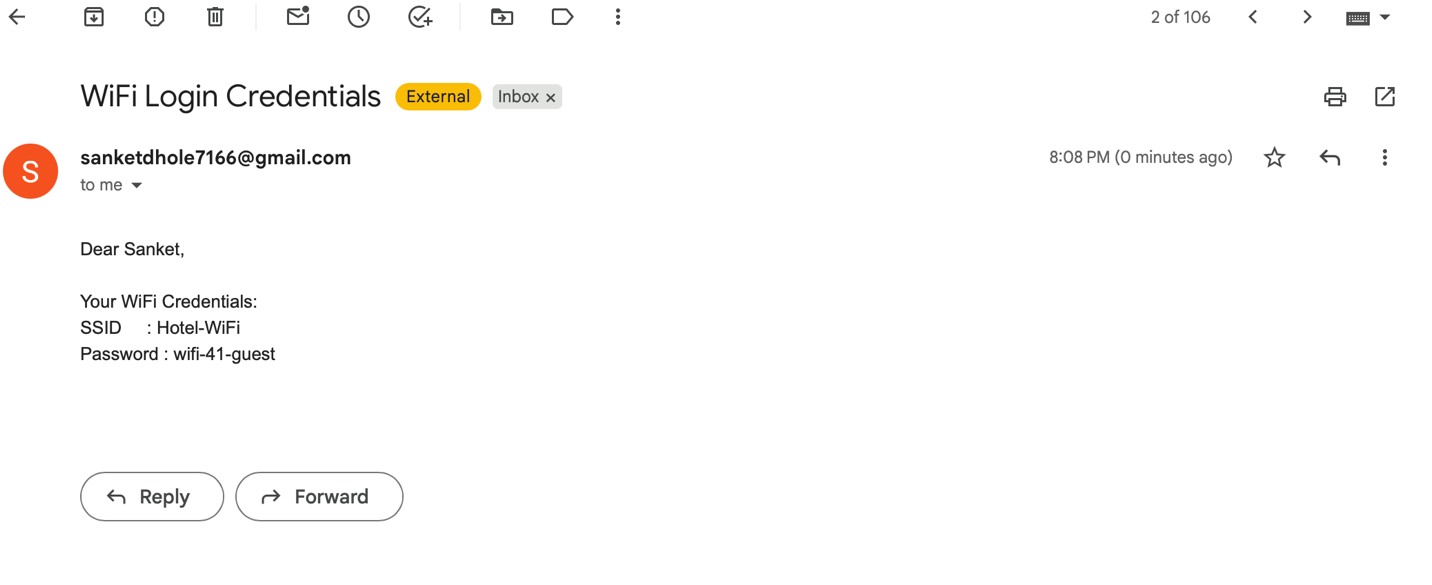 2 of 106
WiFi Login Credentials External Inbox x
S
sanketdhole7166@gmail.com 8:08 PM (0 minutes ago)
to me
Dear Sanket,
Your WiFi Credentials:
SSID : Hotel-WiFi
Password : wifi-41-guest
Reply Forward